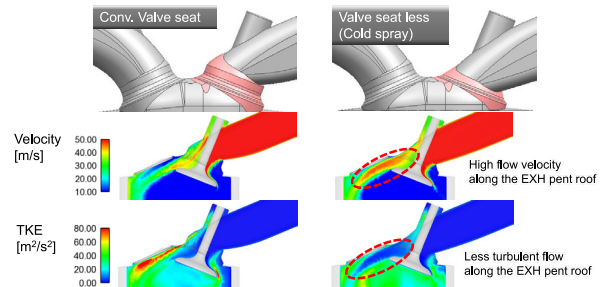 Conv. Valve seat
Valve seat less
(Cold spray)
Velocity
[m/s]
50.00
40.00
30.00
20.00
10.00
High flow velocity
along the EXH pent roof
TKE
[m²/s²]
80.00
60.00
40.00
20.00
0.00
Less turbulent flow
along the EXH pent roof